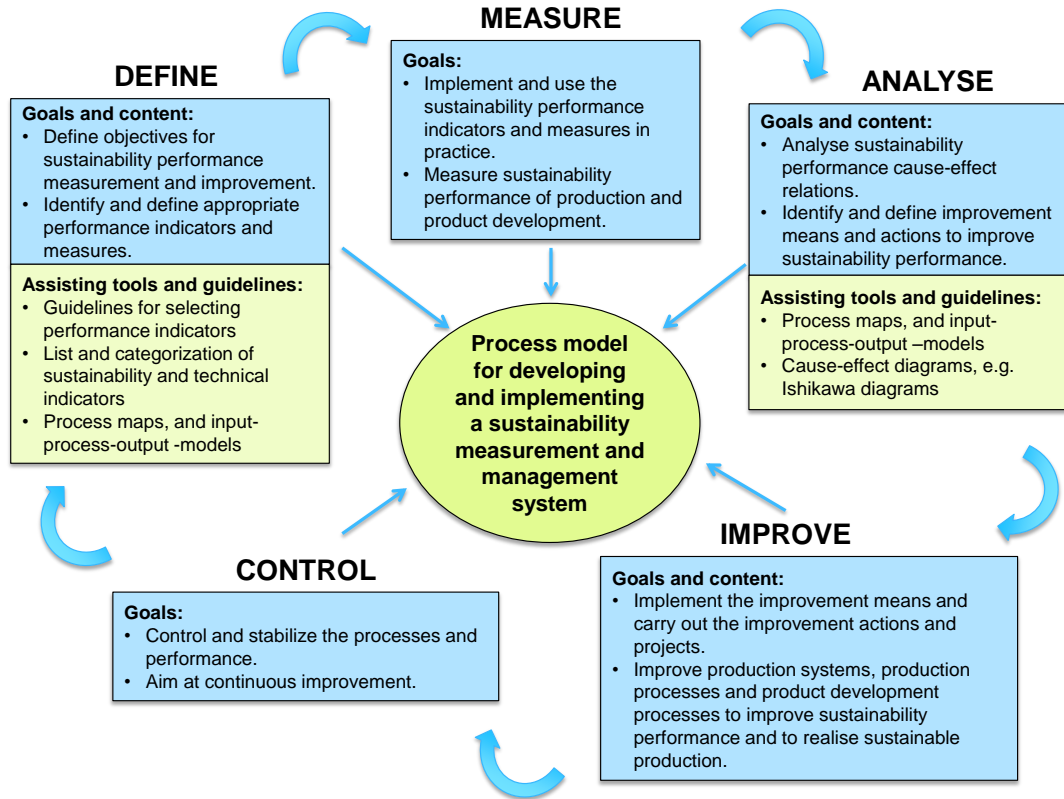 MEASURE
Goals:
• Implement and use the
sustainability performance
indicators and measures in
practice.
• Measure sustainability
performance of production and
product development.
DEFINE
Goals and content:
• Define objectives for
sustainability performance
measurement and improvement.
• Identify and define appropriate
performance indicators and
measures.
Assisting tools and guidelines:
• Guidelines for selecting
performance indicators
• List and categorization of
sustainability and technical
indicators
• Process maps, and input-
process-output -models
ANALYSE
Goals and content:
• Analyse sustainability
performance cause-effect
relations.
• Identify and define improvement
means and actions to improve
sustainability performance.
Assisting tools and guidelines:
• Process maps, and input-
process-output –models
• Cause-effect diagrams, e.g.
Ishikawa diagrams
Process model
for developing
and implementing
a sustainability
measurement and
management
system
CONTROL
Goals:
• Control and stabilize the processes and
performance.
• Aim at continuous improvement.
IMPROVE
Goals and content:
• Implement the improvement means and
carry out the improvement actions and
projects.
• Improve production systems, production
processes and product development
processes to improve sustainability
performance and to realise sustainable
production.